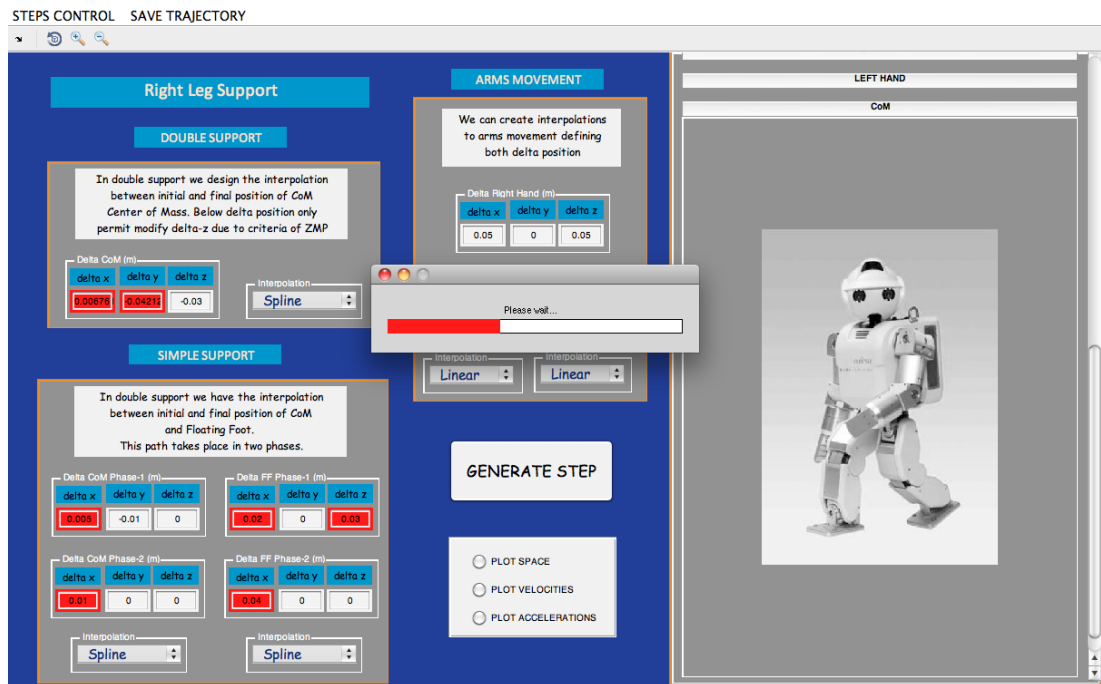 STEPS CONTROL SAVE TRAJECTORY
Right Leg Support
DOUBLE SUPPORT
In double support we design the interpolation
between initial and final position of CoM
Center of Mass. Below delta position only
permit modify delta-z due to criteria of ZMP
Delta CoM (m)
delta x delta y delta z
0.00676 -0.04212 -0.03
Interpolation
Spline
SIMPLE SUPPORT
In double support we have the interpolation
between initial and final position of CoM
and Floating Foot.
This path takes place in two phases.
Delta CoM Phase-1 (m)
delta x delta y delta z
0.005 -0.01 0
Delta FF Phase-1 (m)
delta x delta y delta z
0.02 0 0.03
Delta CoM Phase-2 (m)
delta x delta y delta z
0.01 0 0
Delta FF Phase-2 (m)
delta x delta y delta z
0.04 0 0
Interpolation
Spline
Interpolation
Spline
ARMS MOVEMENT
We can create interpolations
to arms movement defining
both delta position
Delta Right Hand (m)
delta x delta y delta z
0.05 0 0.05
Please wait...
Interpolation
Linear
Interpolation
Linear
GENERATE STEP
PLOT SPACE
PLOT VELOCITIES
PLOT ACCELERATIONS
LEFT HAND
CoM